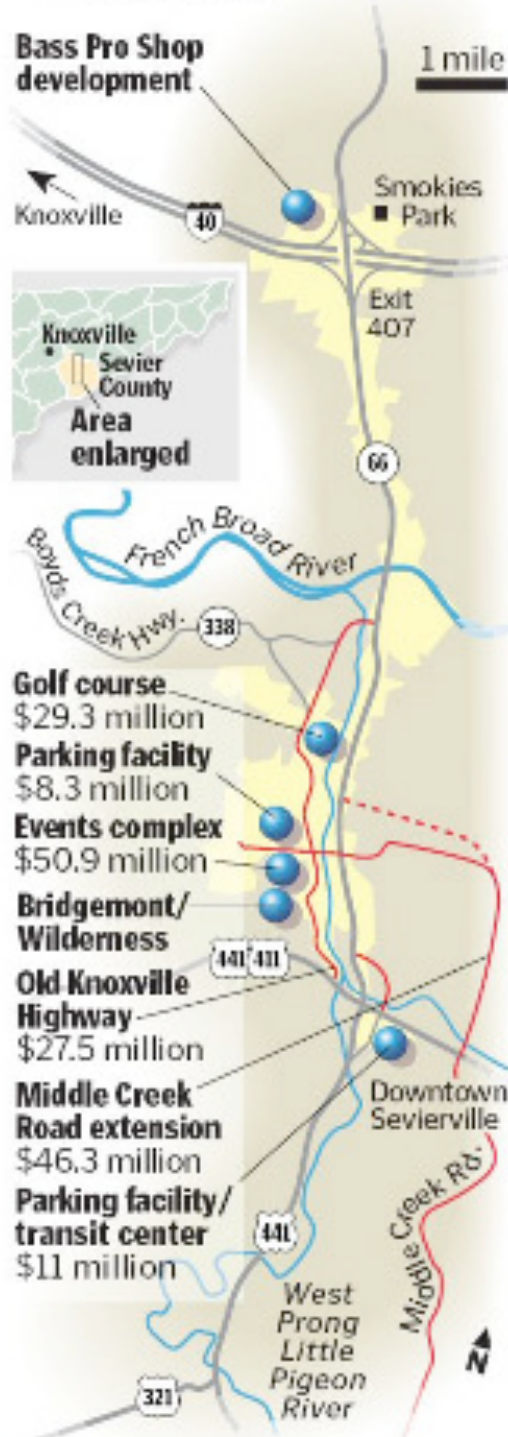 Bass Pro Shop
development
1 mile
Knoxville
40
Smokies
Park
Exit
407
Knoxville
Sevier
County
Area
enlarged
66
French Broad River
Boyds Creek Hwy.
338
Golf course
$29.3 million
Parking facility
$8.3 million
Events complex
$50.9 million
Bridgemont/
Wilderness
441 411
Old Knoxville
Highway
$27.5 million
Middle Creek
Road extension
$46.3 million
Downtown
Sevierville
Parking facility/
transit center
$11 million
441
Middle Creek Rd.
West
Prong
Little
Pigeon
River
N
321